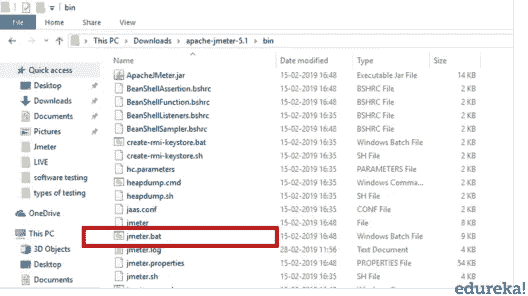 bin
File Home Share View
This PC Downloads apache-jmeter-5.1 bin
Name Date modified Type Size
Quick access
Desktop
Downloads
Documents
Pictures
Jmeter
LIVE
software testing
types of testing
OneDrive
This PC
3D Objects
Desktop
Documents
ApacheJMeter.jar 15-02-2019 16:48 Executable Jar File 14 KB
BeanShellAssertion.bshrc 15-02-2019 16:35 BSHRC File 2 KB
BeanShellFunction.bshrc 15-02-2019 16:48 BSHRC File 3 KB
BeanShellListeners.bshrc 15-02-2019 16:35 BSHRC File 2 KB
BeanShellSampler.bshrc 15-02-2019 16:35 BSHRC File 3 KB
create-rmi-keystore.bat 15-02-2019 16:48 Windows Batch File 2 KB
create-rmi-keystore.sh 15-02-2019 16:35 SH File 2 KB
hc.parameters 15-02-2019 16:35 PARAMETERS File 2 KB
heapdump.cmd 15-02-2019 16:48 Windows Comma... 2 KB
heapdump.sh 15-02-2019 16:48 SH File 2 KB
jaas.conf 15-02-2019 16:35 CONF File 2 KB
jmeter 15-02-2019 16:48 File 8 KB
jmeter.bat 15-02-2019 16:48 Windows Batch File 9 KB
jmeter.log 28-02-2019 11:56 Text Document 4 KB
jmeter.properties 15-02-2019 16:48 PROPERTIES File 54 KB
jmeter.sh 15-02-2019 16:48 SH File
edureka!